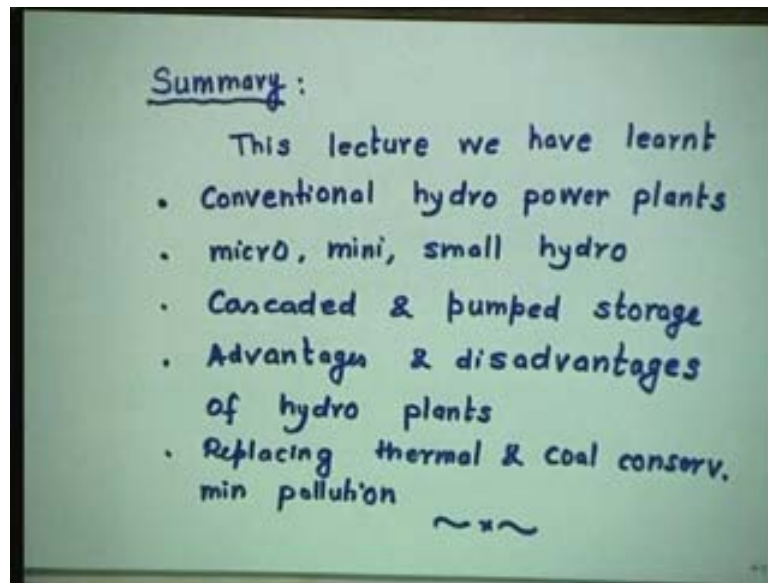 Summary:
This lecture we have learnt
• Conventional hydro power plants
• micro, mini, small hydro
• Cascaded & pumped storage
• Advantages & disadvantages
of hydro plants
• Replacing thermal & coal conserv.
min pollution
~x~